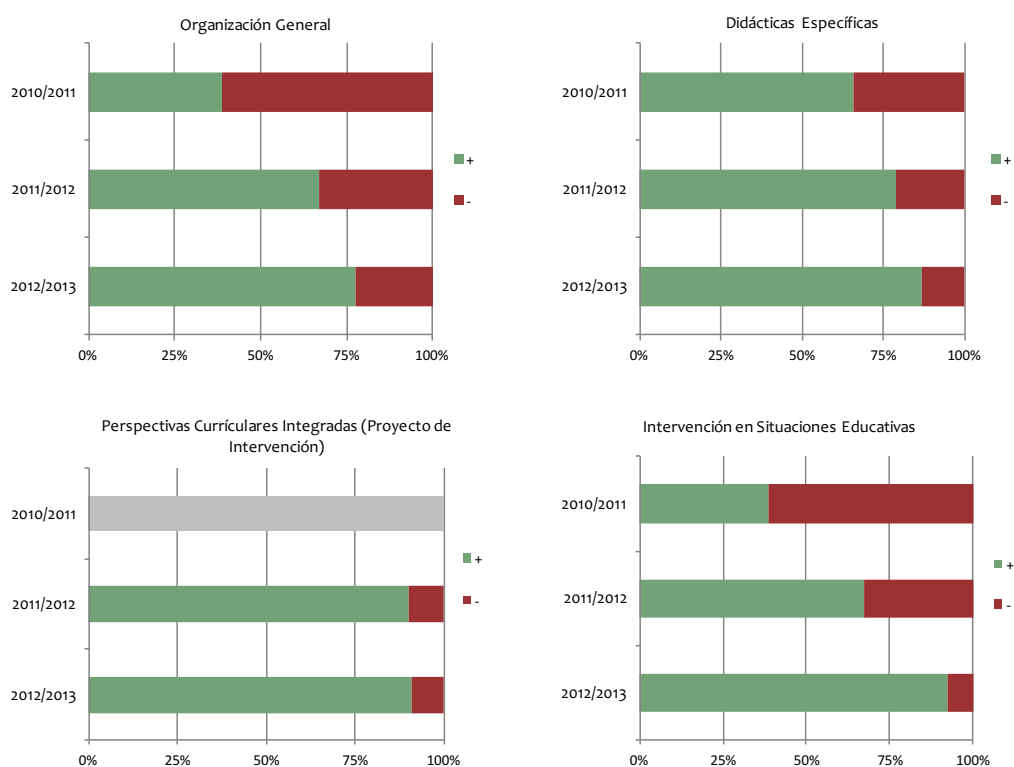 Organización General
2010/2011
2011/2012
2012/2013
0% 25% 50% 75% 100%
+
-
Didácticas Específicas
2010/2011
2011/2012
2012/2013
0% 25% 50% 75% 100%
+
-
Perspectivas Currículares Integradas (Proyecto de
Intervención)
2010/2011
2011/2012
2012/2013
0% 25% 50% 75% 100%
+
-
Intervención en Situaciones Educativas
2010/2011
2011/2012
2012/2013
0% 25% 50% 75% 100%
+
-